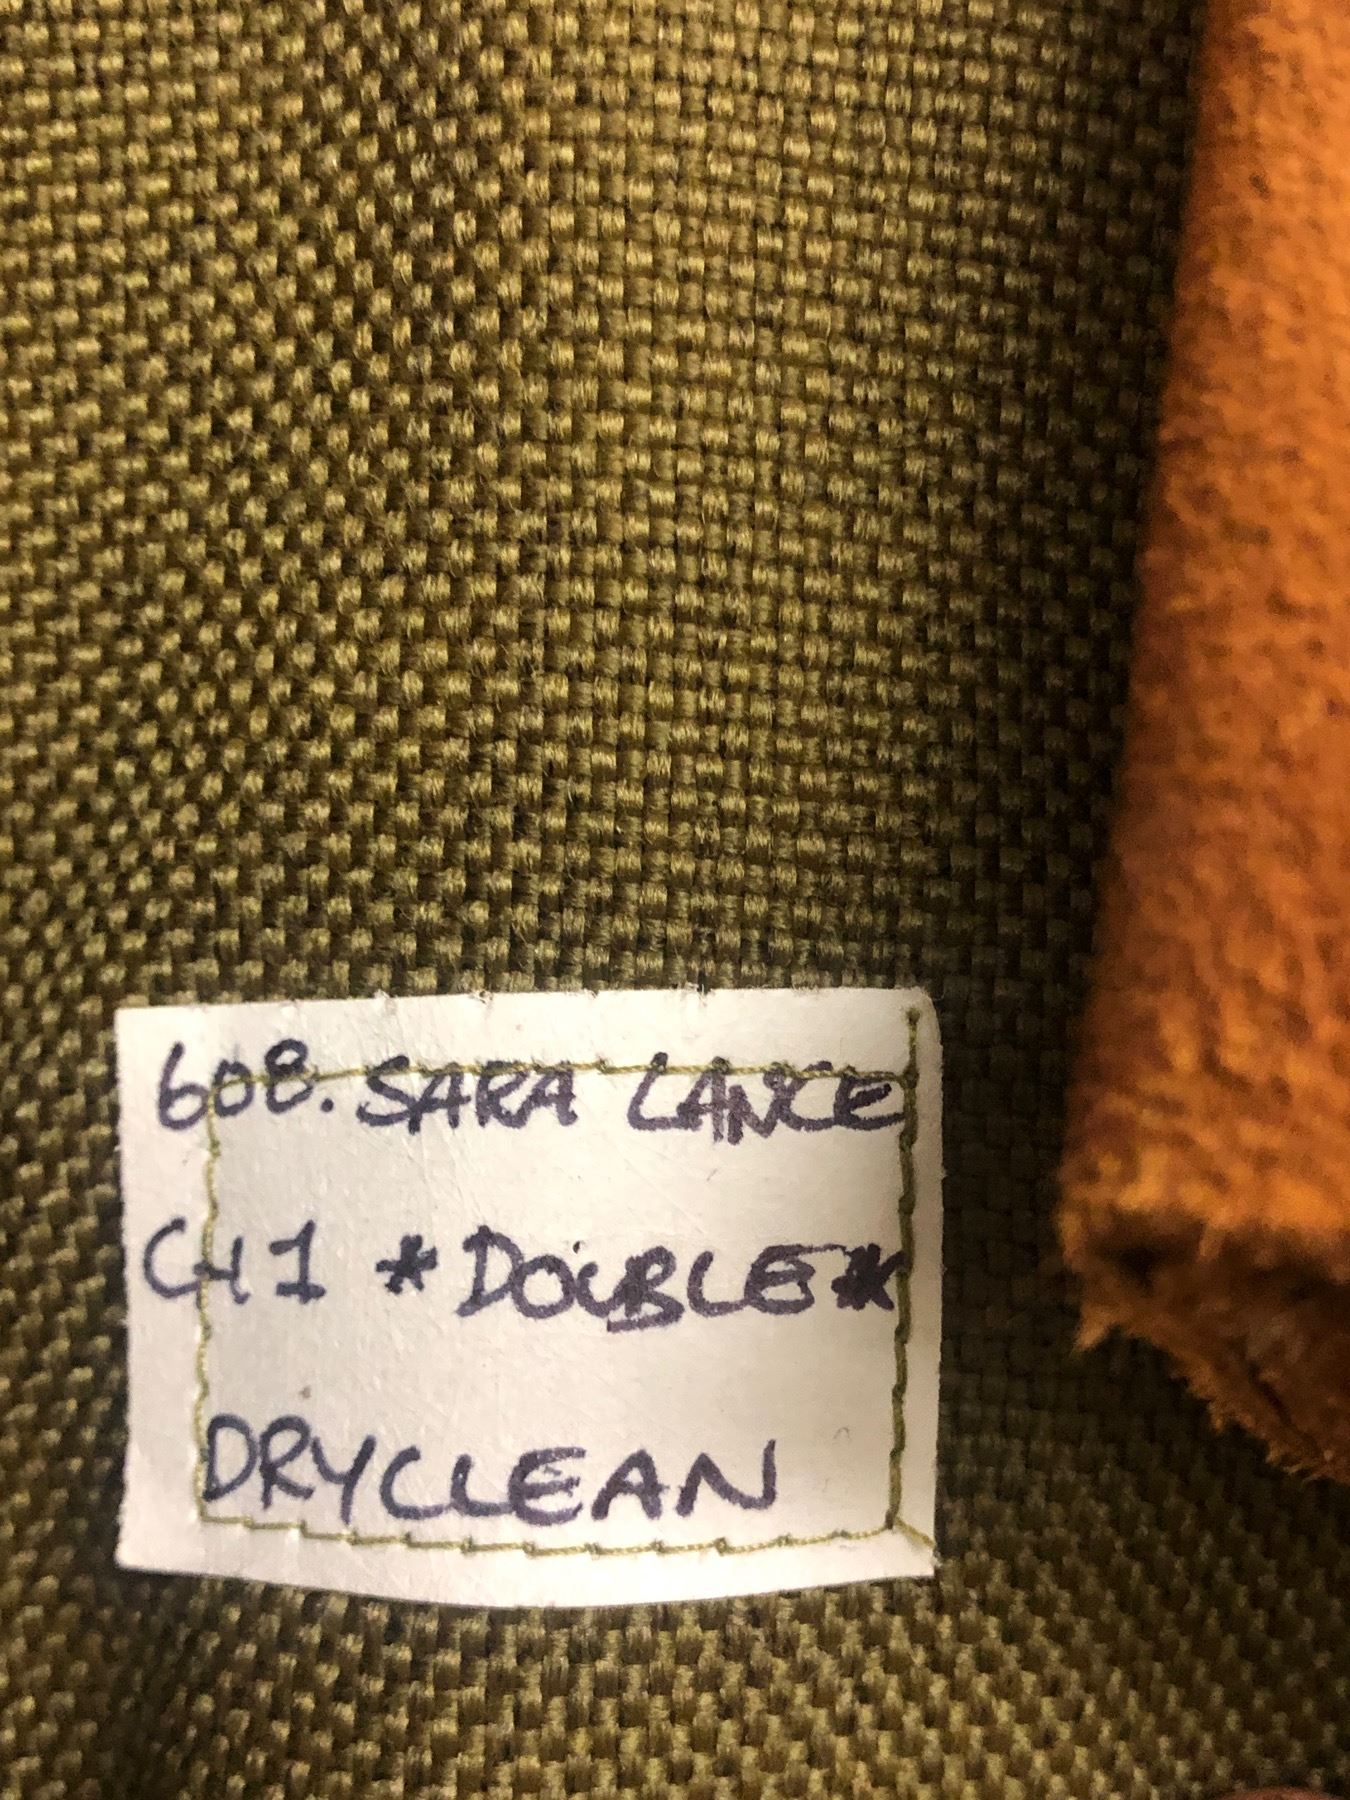 608. SARA LANCE
CH1 *DOUBLE*
DRYCLEAN